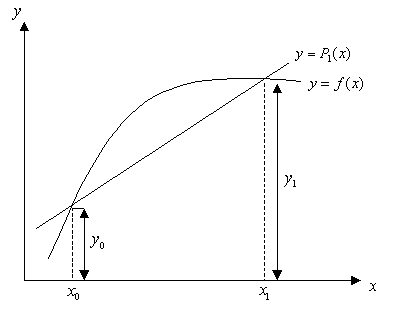 y
y = P₁(x)
y = f(x)
y₁
y₀
x
x₀
x₁